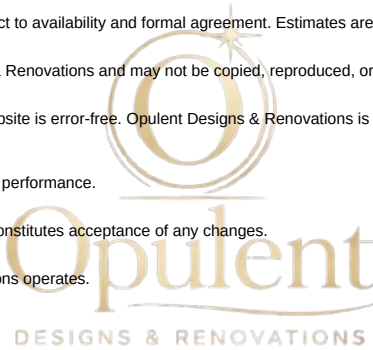 ct to availability and formal agreement. Estimates are
Renovations and may not be copied, reproduced, or
bsite is error-free. Opulent Designs & Renovations is
performance.
onstitutes acceptance of any changes.
ons operates.
O
Opulent
DESIGNS & RENOVATIONS